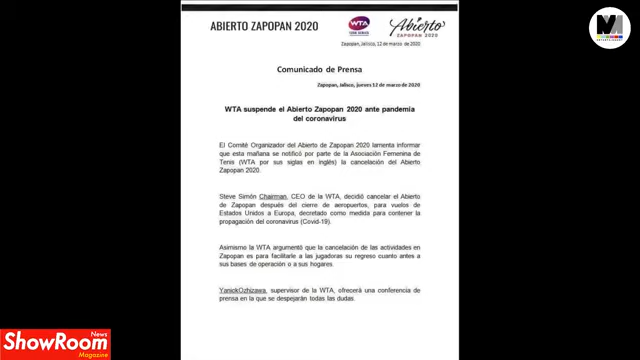 ABIERTO ZAPOPAN 2020
WTA
Abierto
ZAPOPAN 2020
Zapopan, Jalisco, 12 de marzo de 2020
Comunicado de Prensa
Zapopan, Jalisco, jueves 12 de marzo de 2020
WTA suspende el Abierto Zapopan 2020 ante pandemia
del coronavirus
El Comité Organizador del Abierto de Zapopan 2020 lamenta informar
que esta mañana se notificó por parte de la Asociación Femenina de
Tenis (WTA por sus siglas en inglés) la cancelación del Abierto
Zapopan 2020.
Steve Simón Chairman, CEO de la WTA, decidió cancelar el Abierto
de Zapopan después del cierre de aeropuertos, para vuelos de
Estados Unidos a Europa, decretado como medida para contener la
propagación del coronavirus (Covid-19).
Asimismo la WTA argumentó que la cancelación de las actividades en
Zapopan es para facilitarle a las jugadoras su regreso cuanto antes a
sus bases de operación o a sus hogares.
YaniokOzhizawa, supervisor de la WTA, ofrecerá una conferencia de
prensa en la que se despejarán todas las dudas.
ShowRoom
News
Magazine